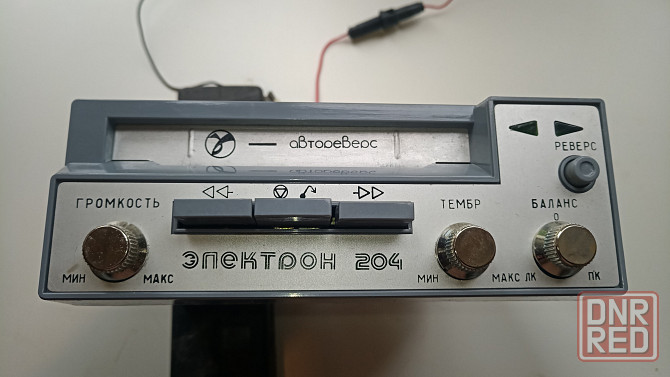 автореверс
РЕВЕРС
ГРОМКОСТЬ
ТЕМБР
БАЛАНС
0
МИН
МАКС
ЭЛЕКТРОН 204
МИН
МАКС
ЛК
ПК
DNR
RED